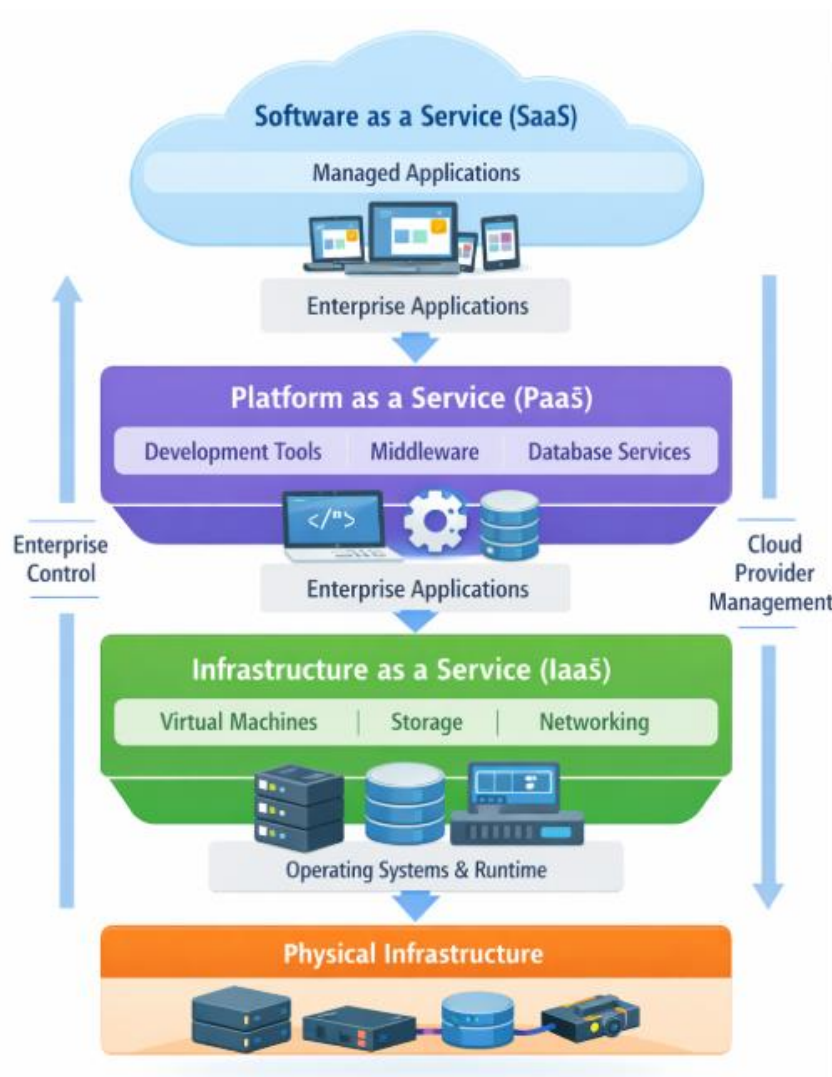 Software as a Service (SaaS)
Managed Applications
Enterprise Applications
Platform as a Service (Paas̄)
Development Tools | Middleware | Database Services
</n>
Enterprise Applications
Enterprise
Control
Cloud
Provider
Management
Infrastructure as a Service (Iaas̄)
Virtual Machines | Storage | Networking
Operating Systems & Runtime
Physical Infrastructure